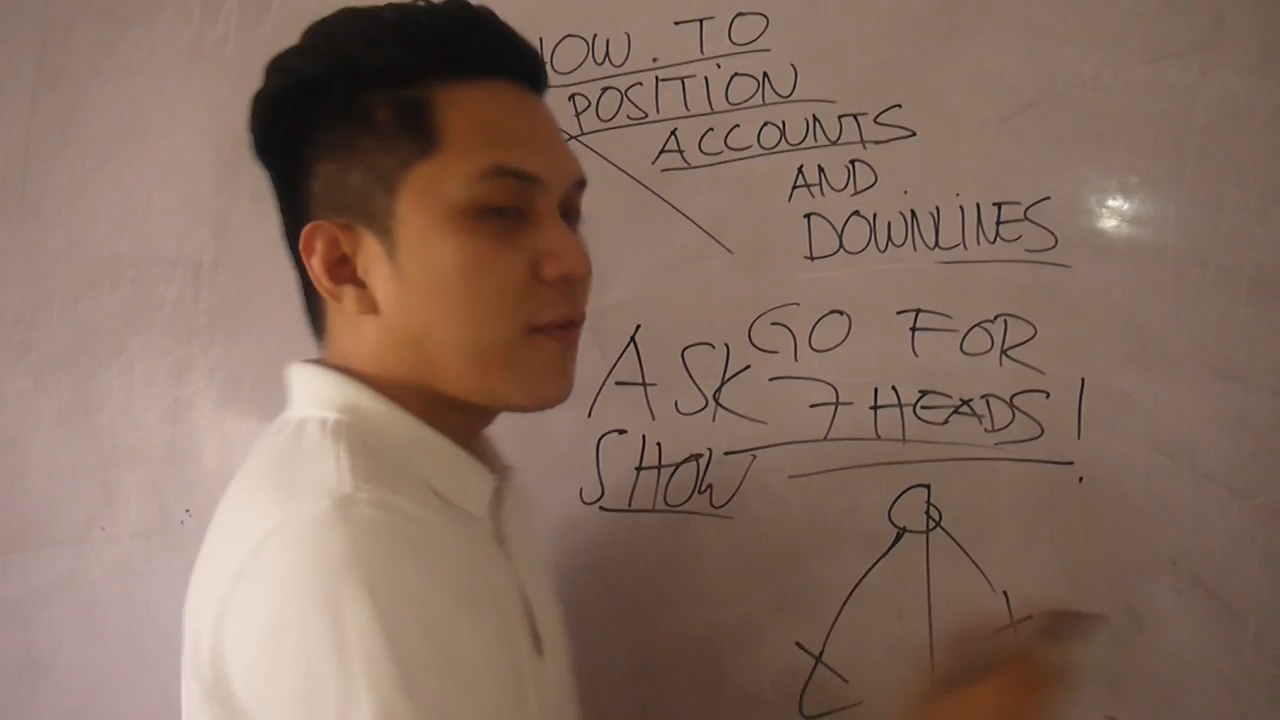 HOW TO
POSITION
ACCOUNTS
AND
DOWNLINES
GO FOR
ASK 7 HEADS!
SHOW